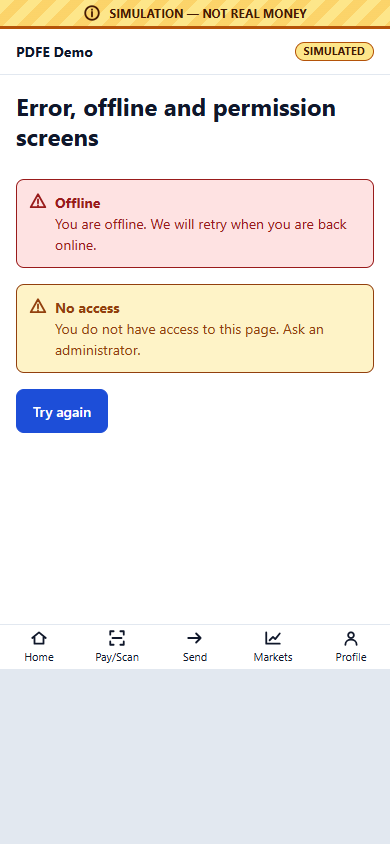 SIMULATION — NOT REAL MONEY
PDFE Demo
SIMULATED
Error, offline and permission
screens
Offline
You are offline. We will retry when you are back
online.
No access
You do not have access to this page. Ask an
administrator.
Try again
Home
Pay/Scan
Send
Markets
Profile